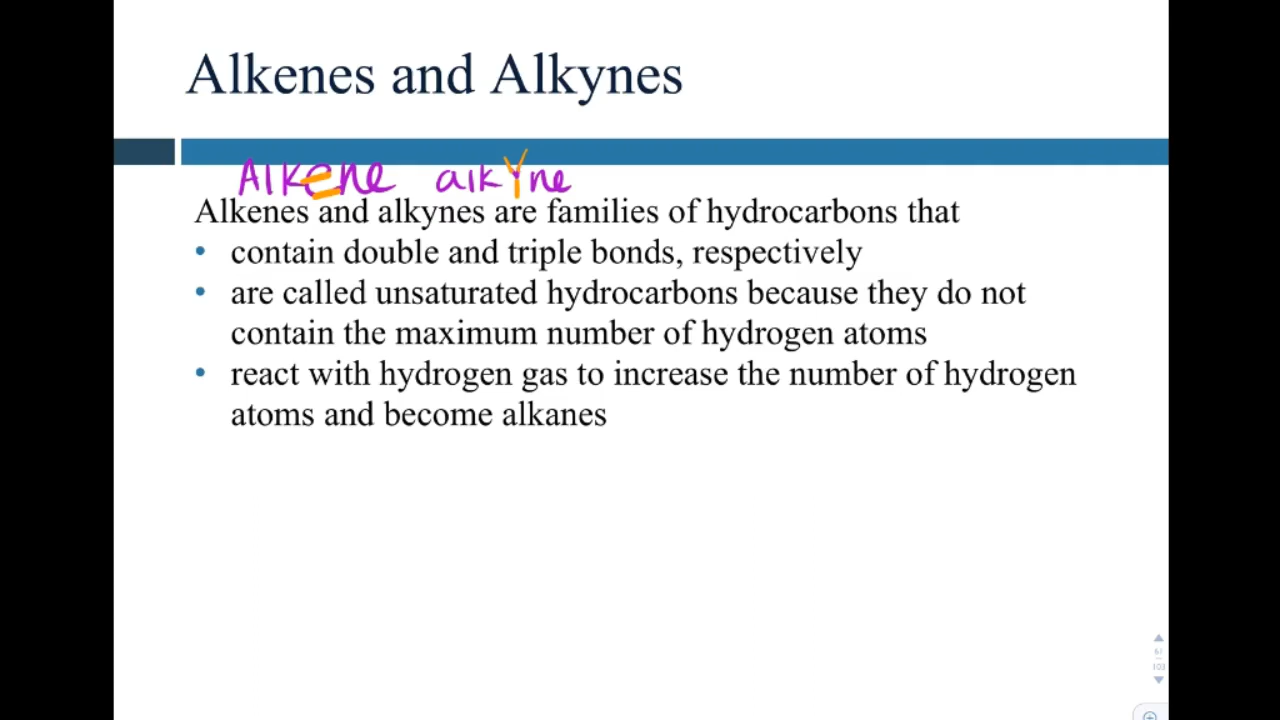 Alkenes and Alkynes
Alkene alkYne
Alkenes and alkynes are families of hydrocarbons that
• contain double and triple bonds, respectively
• are called unsaturated hydrocarbons because they do not
contain the maximum number of hydrogen atoms
• react with hydrogen gas to increase the number of hydrogen
atoms and become alkanes
61
103